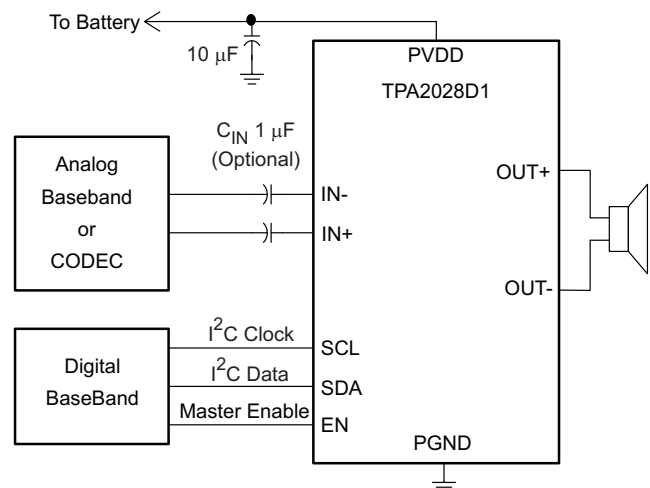 To Battery
10 μF
PVDD
TPA2028D1
C_IN 1 μF
(Optional)
Analog
Baseband
or
CODEC
IN-
IN+
OUT+
OUT-
Digital
BaseBand
I²C Clock
I²C Data
Master Enable
SCL
SDA
EN
PGND